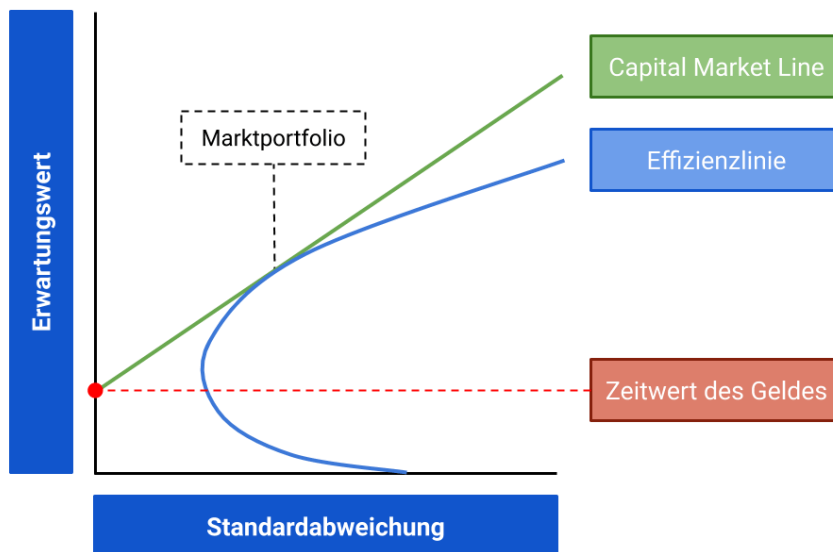 Capital Market Line
Marktportfolio
Effizienzlinie
Erwartungswert
Zeitwert des Geldes
Standardabweichung